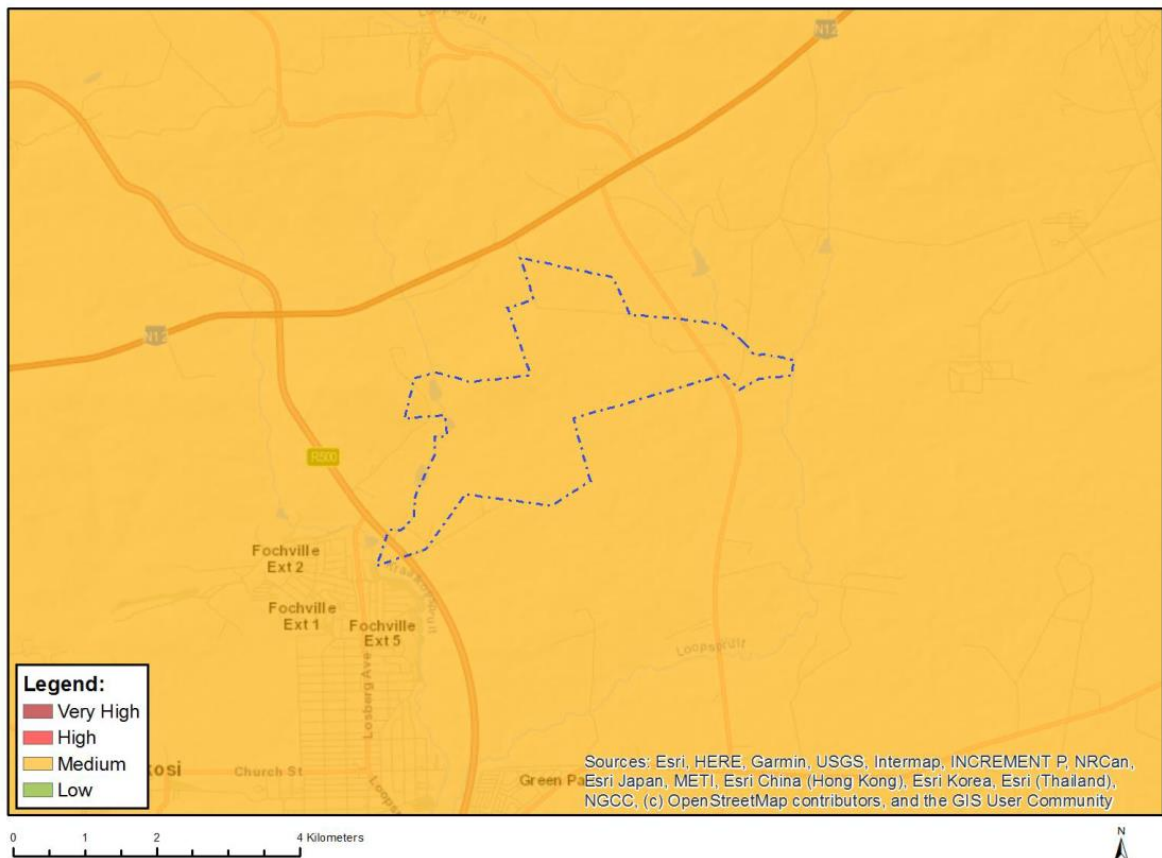 N12
N12
R500
Fochville
Ext 2
Fochville
Ext 1
Fochville
Ext 5
Losberg Ave
Loopspruit
Legend:
Very High
High
Medium
Low
kosi
Church St
Green Pa
Sources: Esri, HERE, Garmin, USGS, Intermap, INCREMENT P, NRCan,
Esri Japan, METI, Esri China (Hong Kong), Esri Korea, Esri (Thailand),
NGCC, (c) OpenStreetMap contributors, and the GIS User Community
0 1 2 4 Kilometers
N